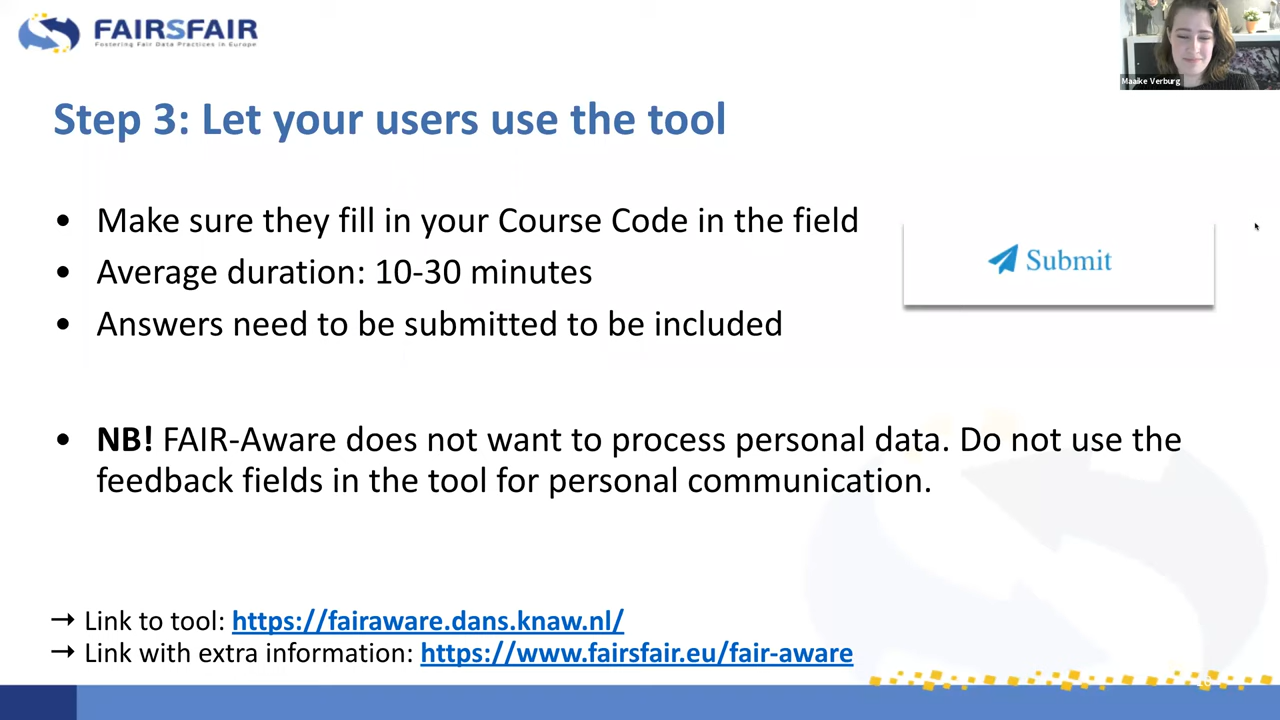 FAIRSFAIR
Fostering Fair Data Practices in Europe
Maaike Verburg
Step 3: Let your users use the tool
• Make sure they fill in your Course Code in the field
• Average duration: 10-30 minutes
• Answers need to be submitted to be included
Submit
• NB! FAIR-Aware does not want to process personal data. Do not use the
feedback fields in the tool for personal communication.
→ Link to tool: https://fairaware.dans.knaw.nl/
→ Link with extra information: https://www.fairsfair.eu/fair-aware